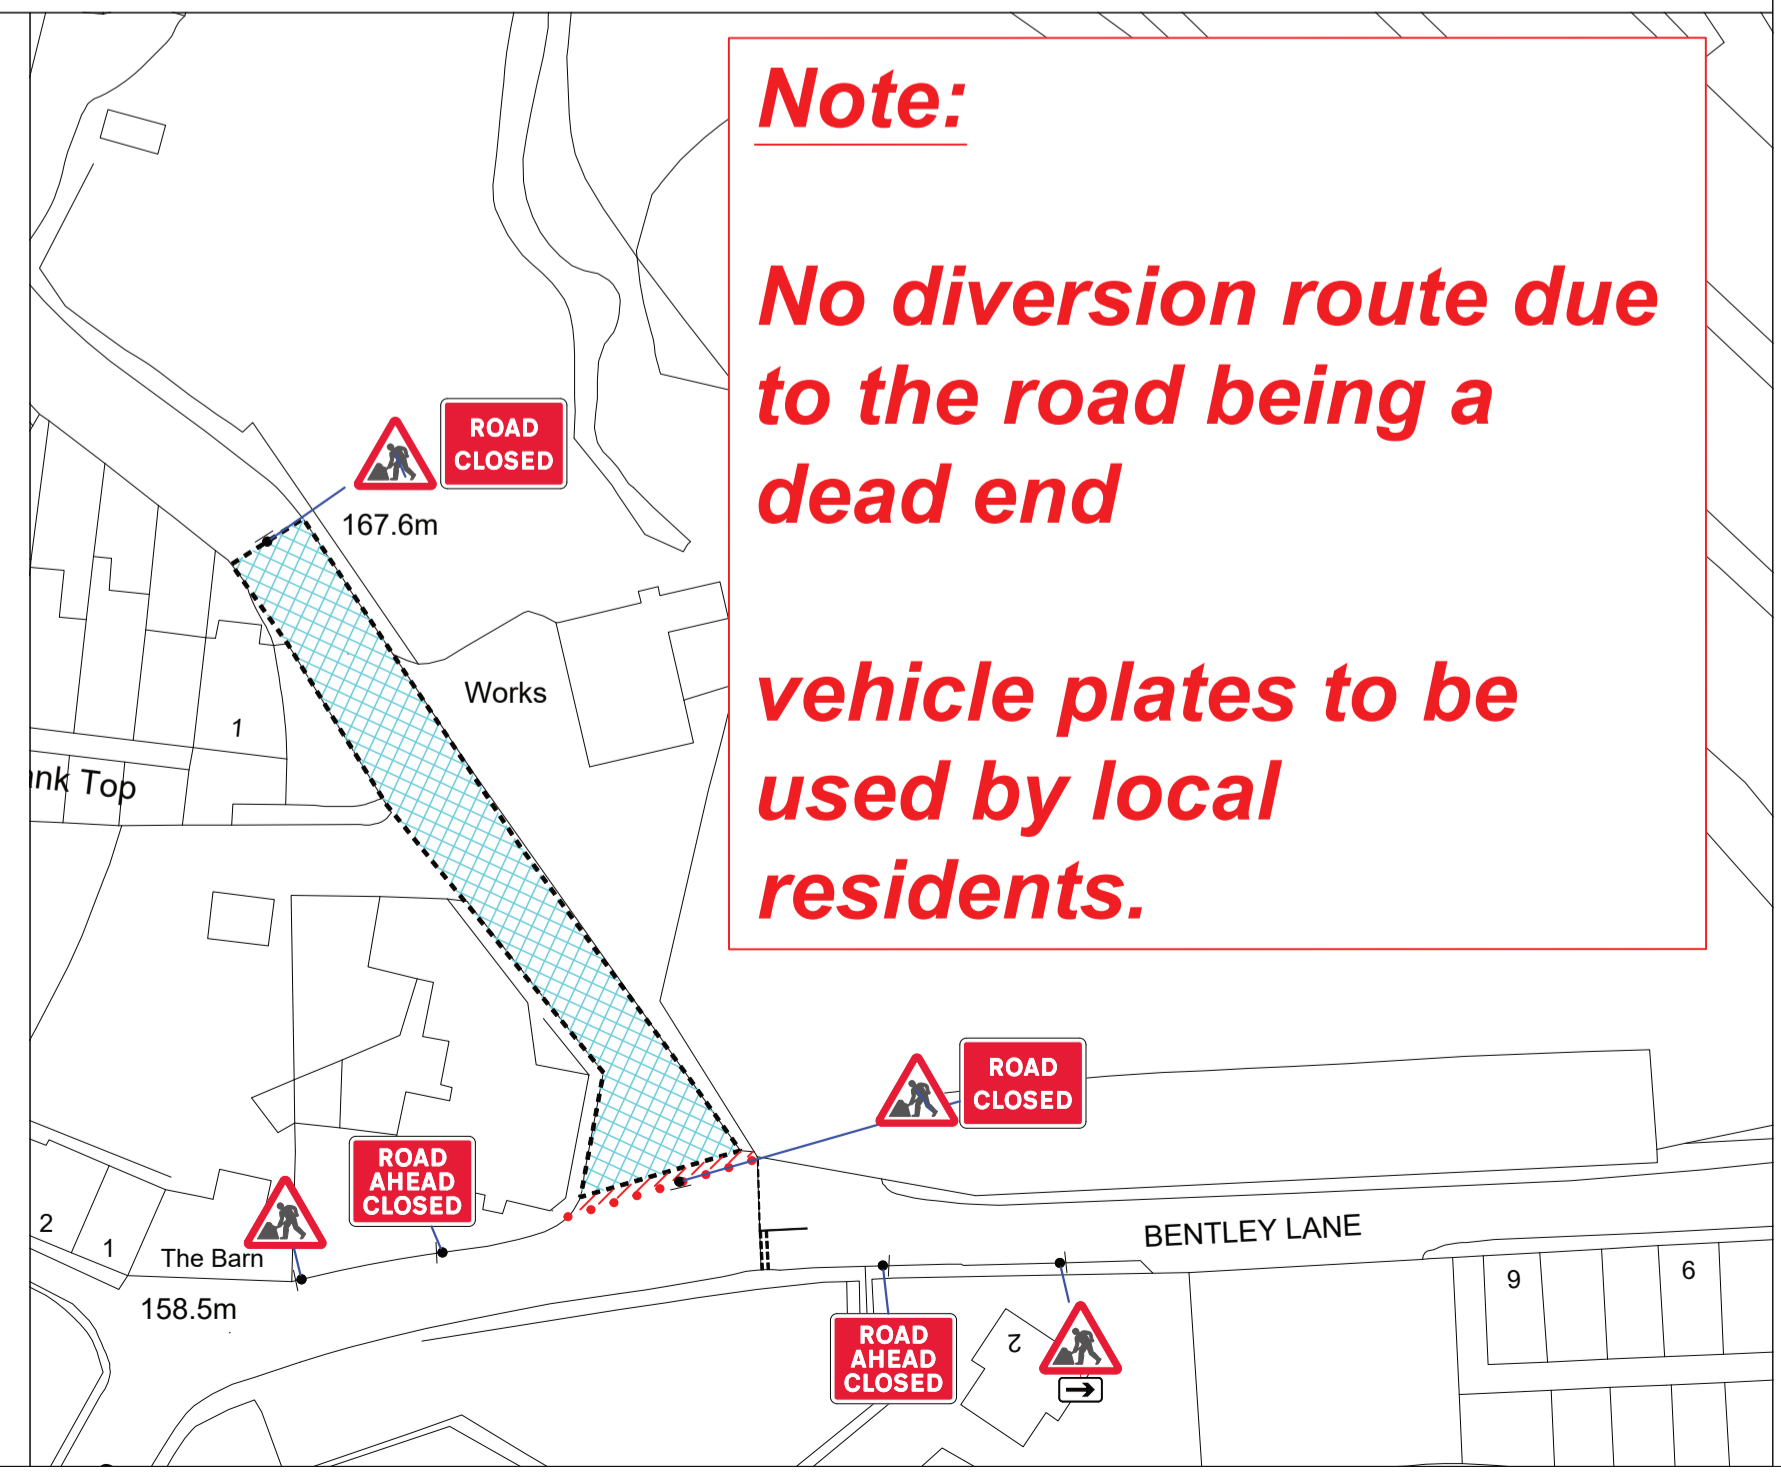 Note:
No diversion route due
to the road being a
dead end
vehicle plates to be
used by local
residents.
ROAD
CLOSED
167.6m
Works
1
ank Top
ROAD
CLOSED
ROAD
AHEAD
CLOSED
2
1
The Barn
158.5m
BENTLEY LANE
9
6
2
ROAD
AHEAD
CLOSED